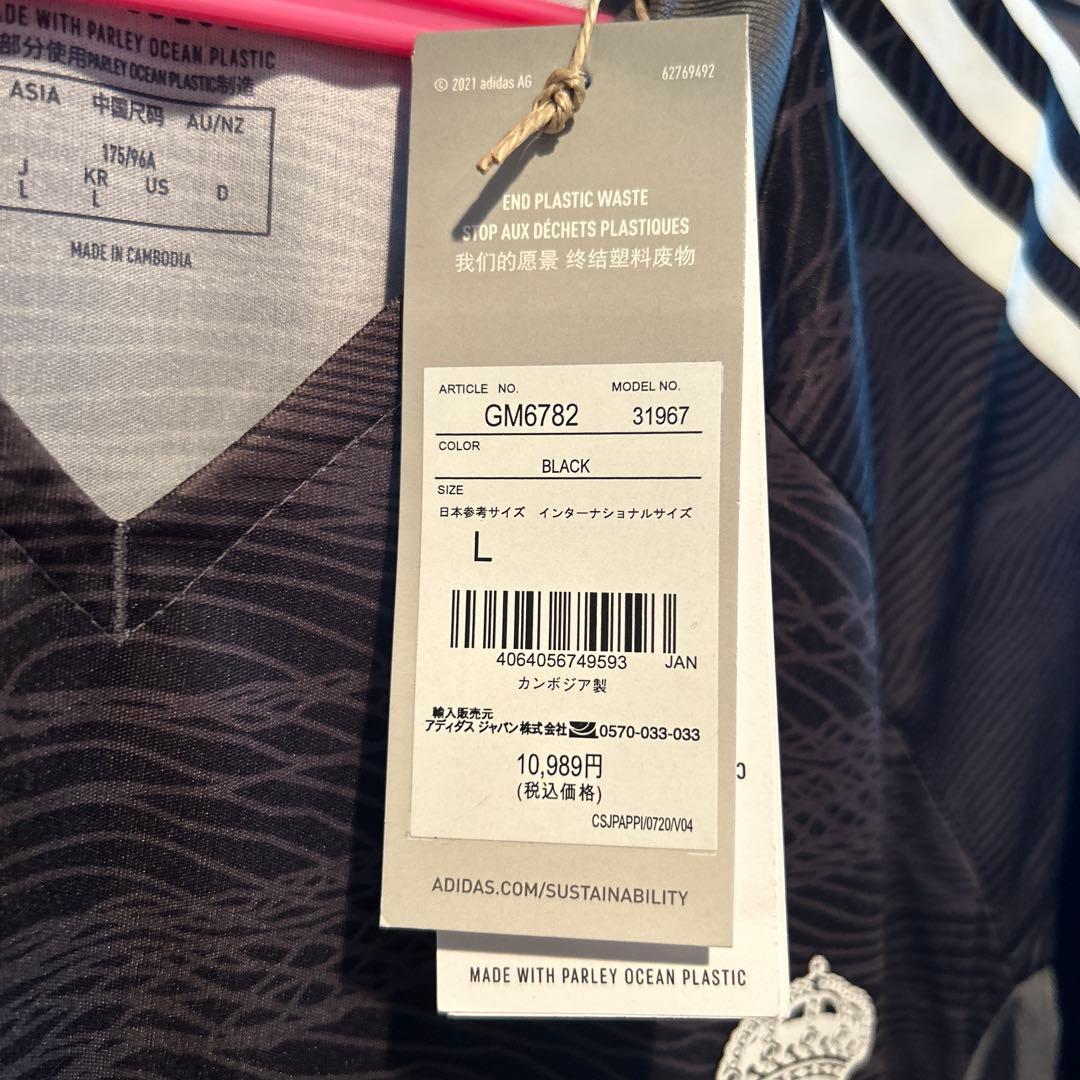 MADE WITH PARLEY OCEAN PLASTIC
部分使用PARLEY OCEAN PLASTIC制造
ASIA 中国尺码 AU/NZ
175/96A
J KR US D
L L
MADE IN CAMBODIA
© 2021 adidas AG 62769492
END PLASTIC WASTE
STOP AUX DÉCHETS PLASTIQUES
我们的愿景 终结塑料废物
ARTICLE NO. MODEL NO.
GM6782 31967
COLOR
BLACK
SIZE
日本参考サイズ インターナショナルサイズ
L
4064056749593 JAN
カンボジア製
輸入販売元
アディダス ジャパン株式会社 0570-033-033
10,989円
(税込価格)
CSJPAPPI/0720/V04
ADIDAS.COM/SUSTAINABILITY
MADE WITH PARLEY OCEAN PLASTIC